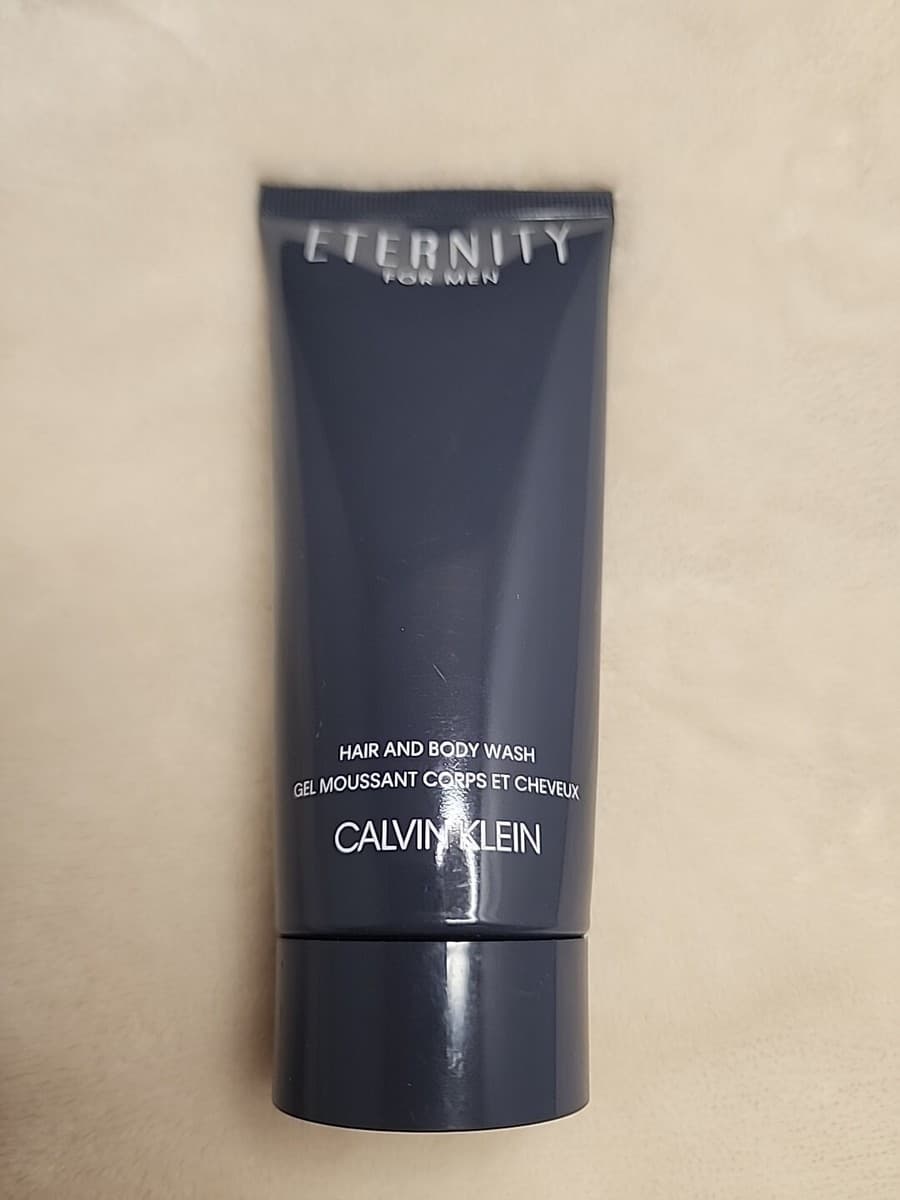 ETERNITY
FOR MEN
HAIR AND BODY WASH
GEL MOUSSANT CORPS ET CHEVEUX
CALVIN KLEIN